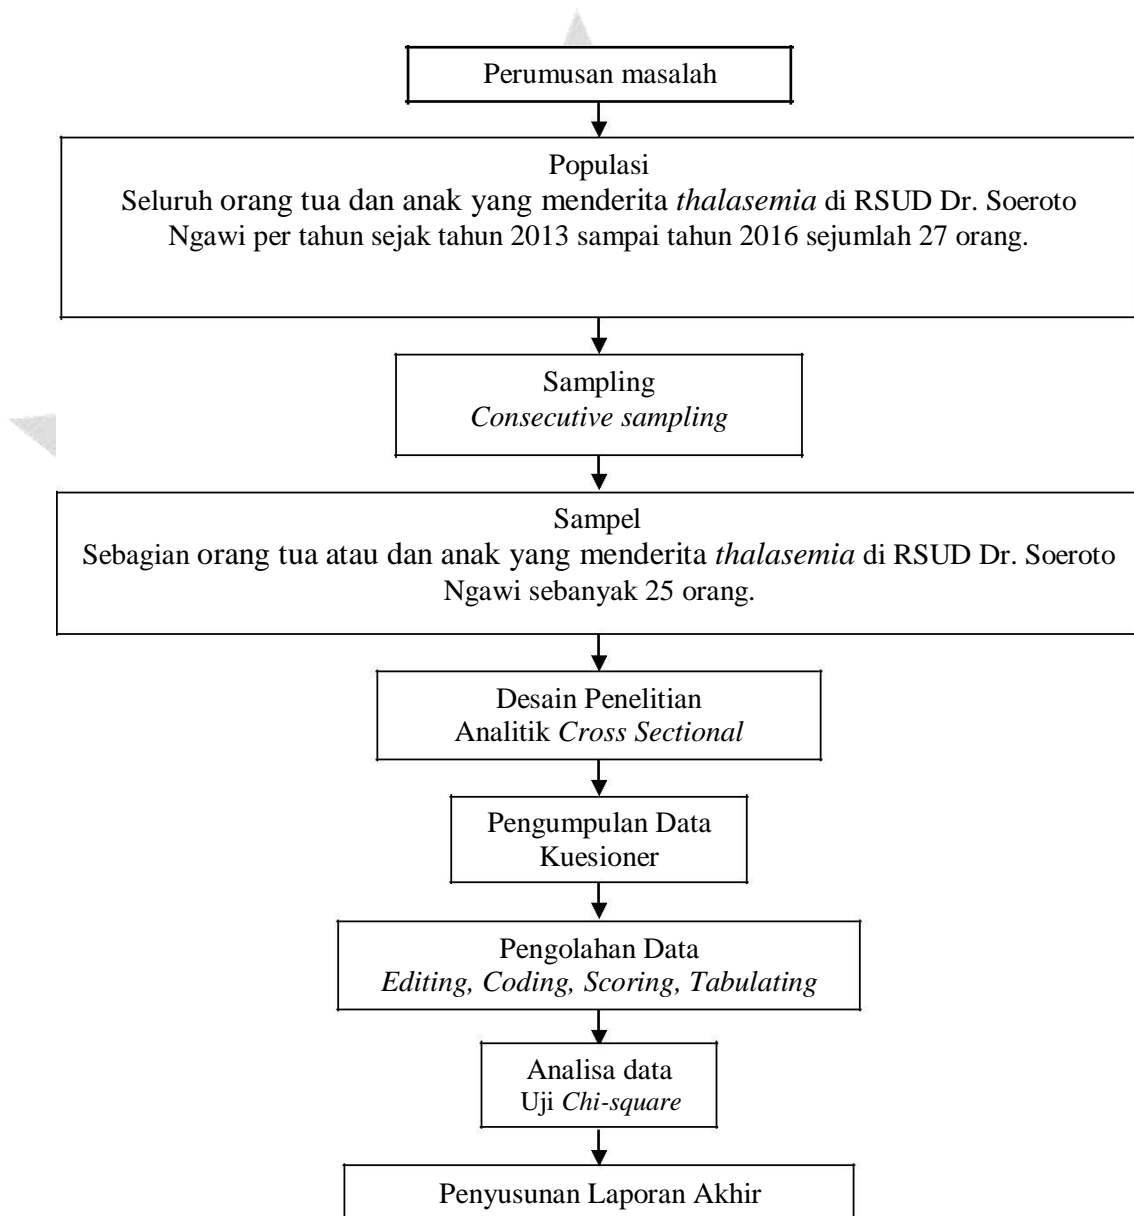 Perumusan masalah
Populasi
Seluruh orang tua dan anak yang menderita thalasemia di RSUD Dr. Soeroto
Ngawi per tahun sejak tahun 2013 sampai tahun 2016 sejumlah 27 orang.
Sampling
Consecutive sampling
Sampel
Sebagian orang tua atau dan anak yang menderita thalasemia di RSUD Dr. Soeroto
Ngawi sebanyak 25 orang.
Desain Penelitian
Analitik Cross Sectional
Pengumpulan Data
Kuesioner
Pengolahan Data
Editing, Coding, Scoring, Tabulating
Analisa data
Uji Chi-square
Penyusunan Laporan Akhir